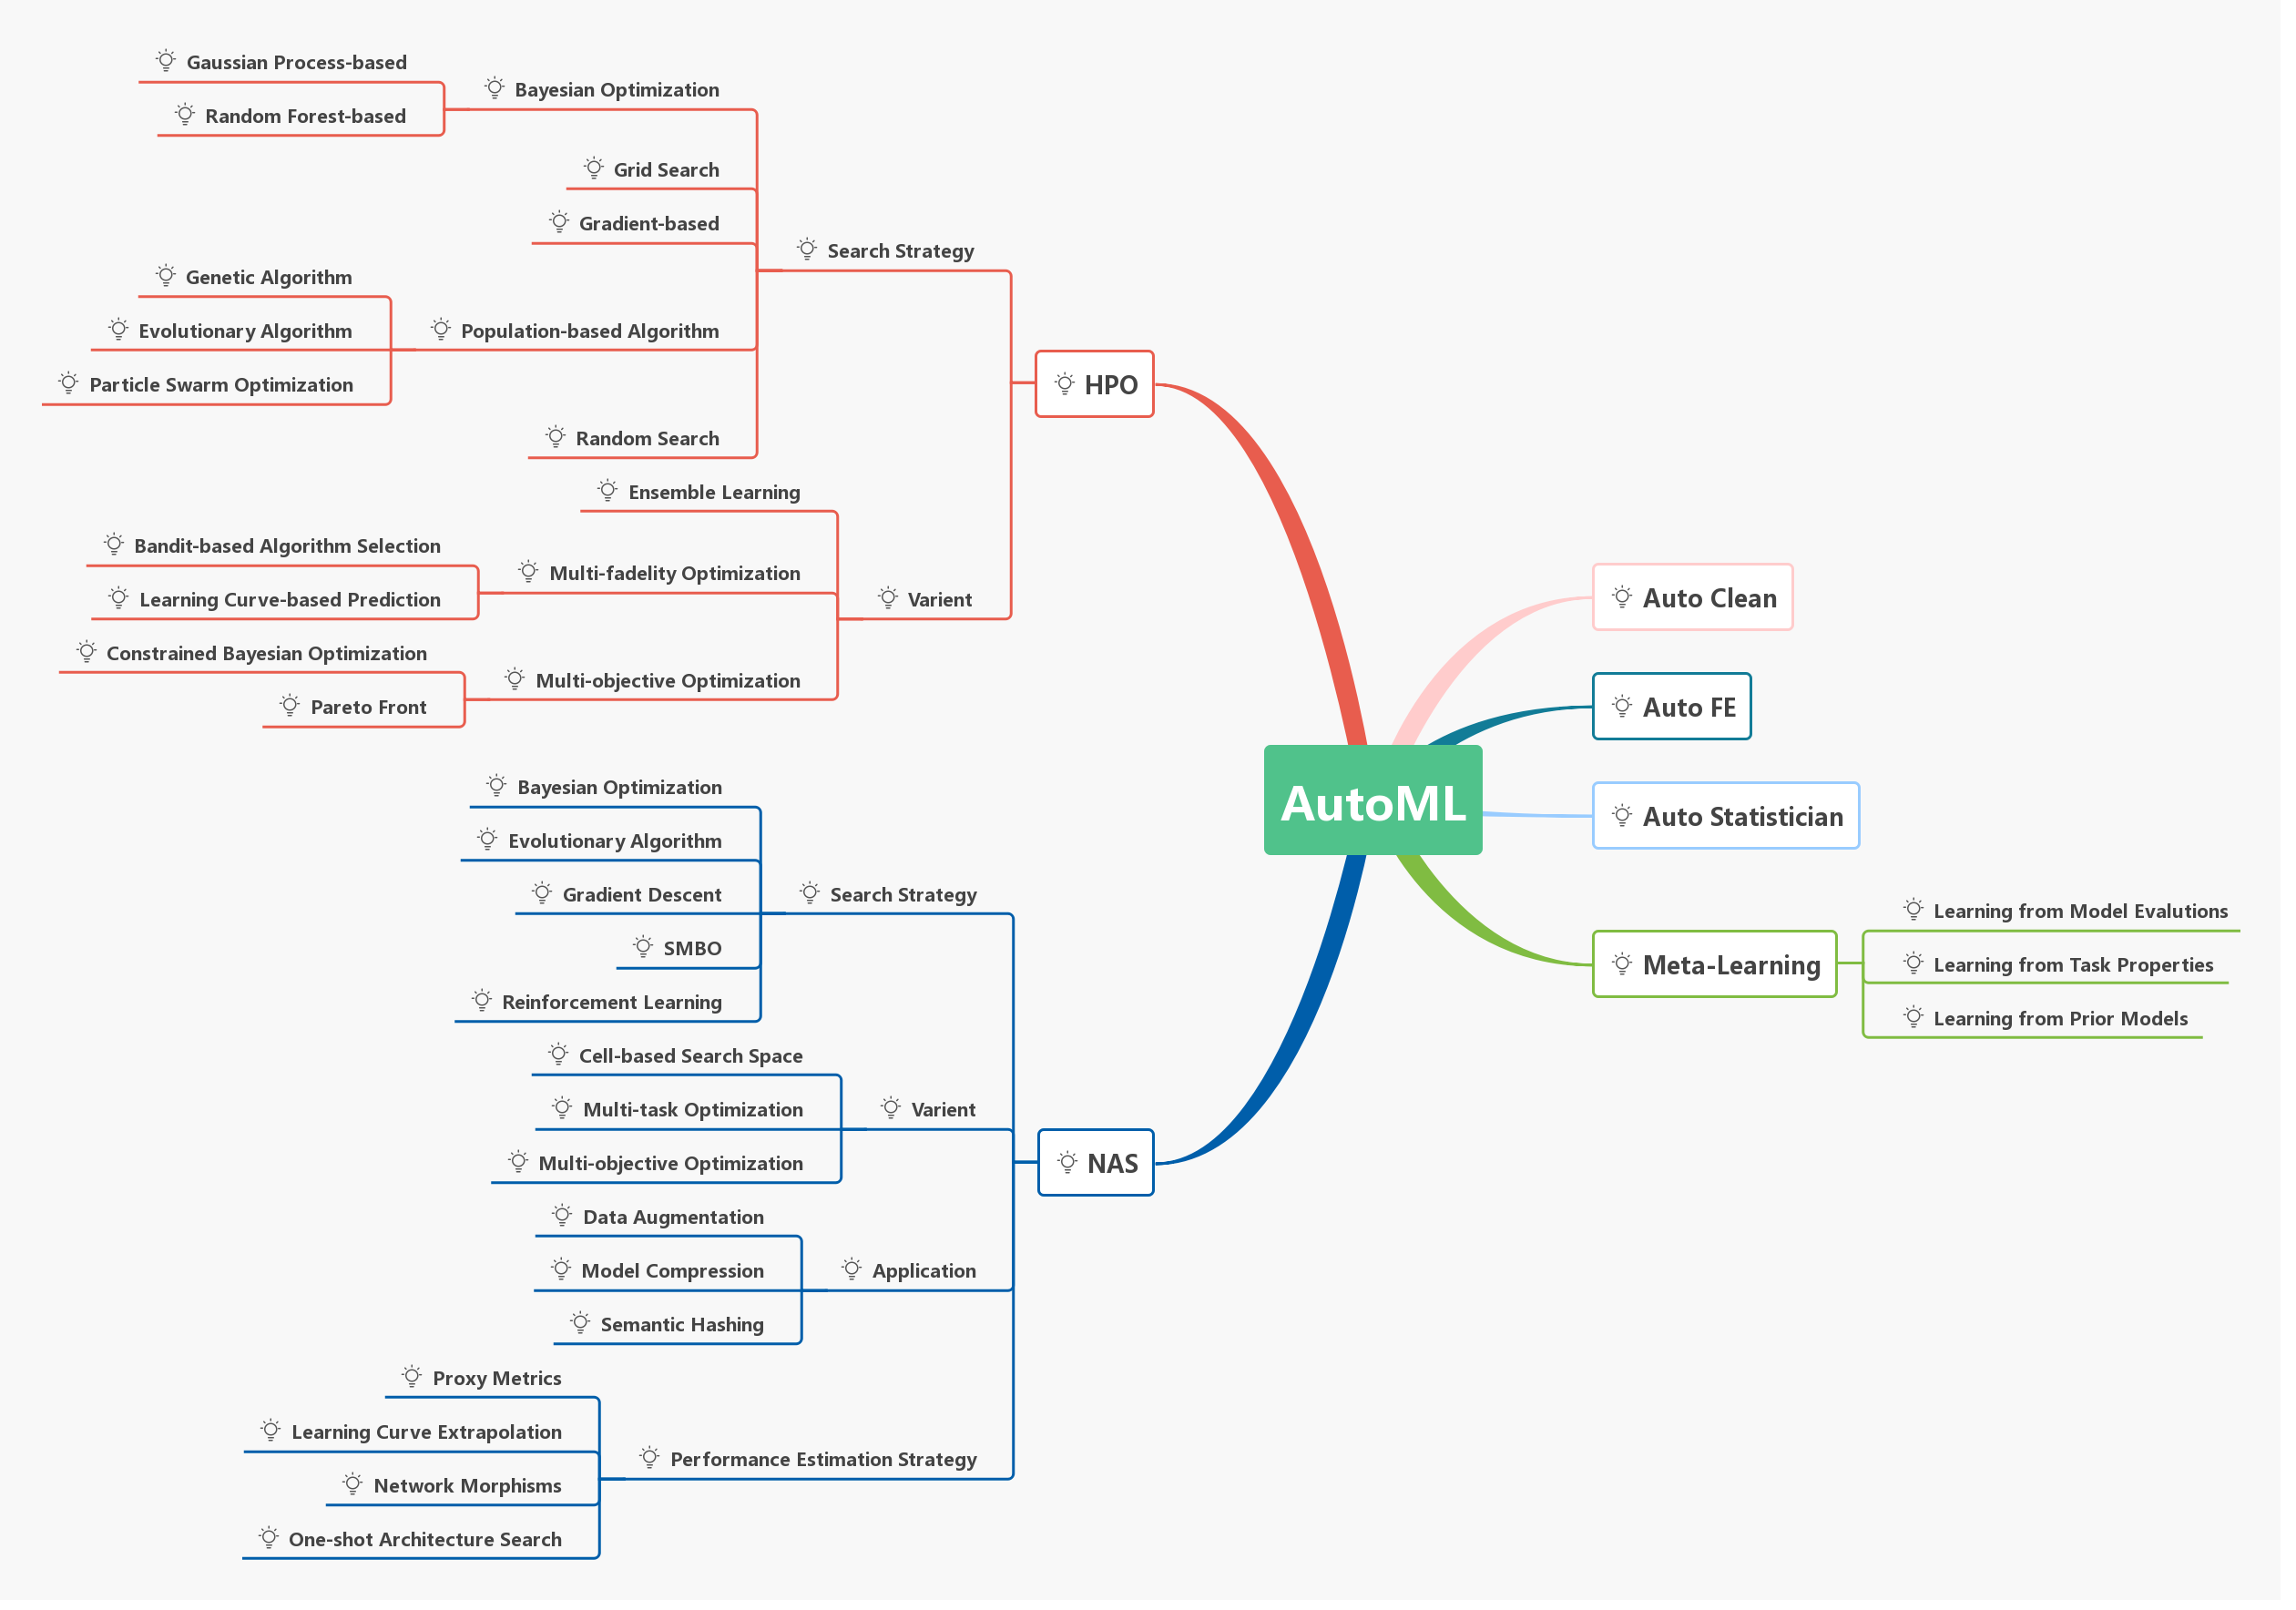 Gaussian Process-based
Random Forest-based
Bayesian Optimization
Grid Search
Gradient-based
Genetic Algorithm
Evolutionary Algorithm
Particle Swarm Optimization
Population-based Algorithm
Random Search
Search Strategy
Ensemble Learning
Bandit-based Algorithm Selection
Learning Curve-based Prediction
Multi-fadelity Optimization
Constrained Bayesian Optimization
Pareto Front
Multi-objective Optimization
Varient
HPO
Bayesian Optimization
Evolutionary Algorithm
Gradient Descent
SMBO
Reinforcement Learning
Search Strategy
Cell-based Search Space
Multi-task Optimization
Multi-objective Optimization
Varient
Data Augmentation
Model Compression
Semantic Hashing
Application
Proxy Metrics
Learning Curve Extrapolation
Network Morphisms
One-shot Architecture Search
Performance Estimation Strategy
NAS
AutoML
Auto Clean
Auto FE
Auto Statistician
Meta-Learning
Learning from Model Evalutions
Learning from Task Properties
Learning from Prior Models